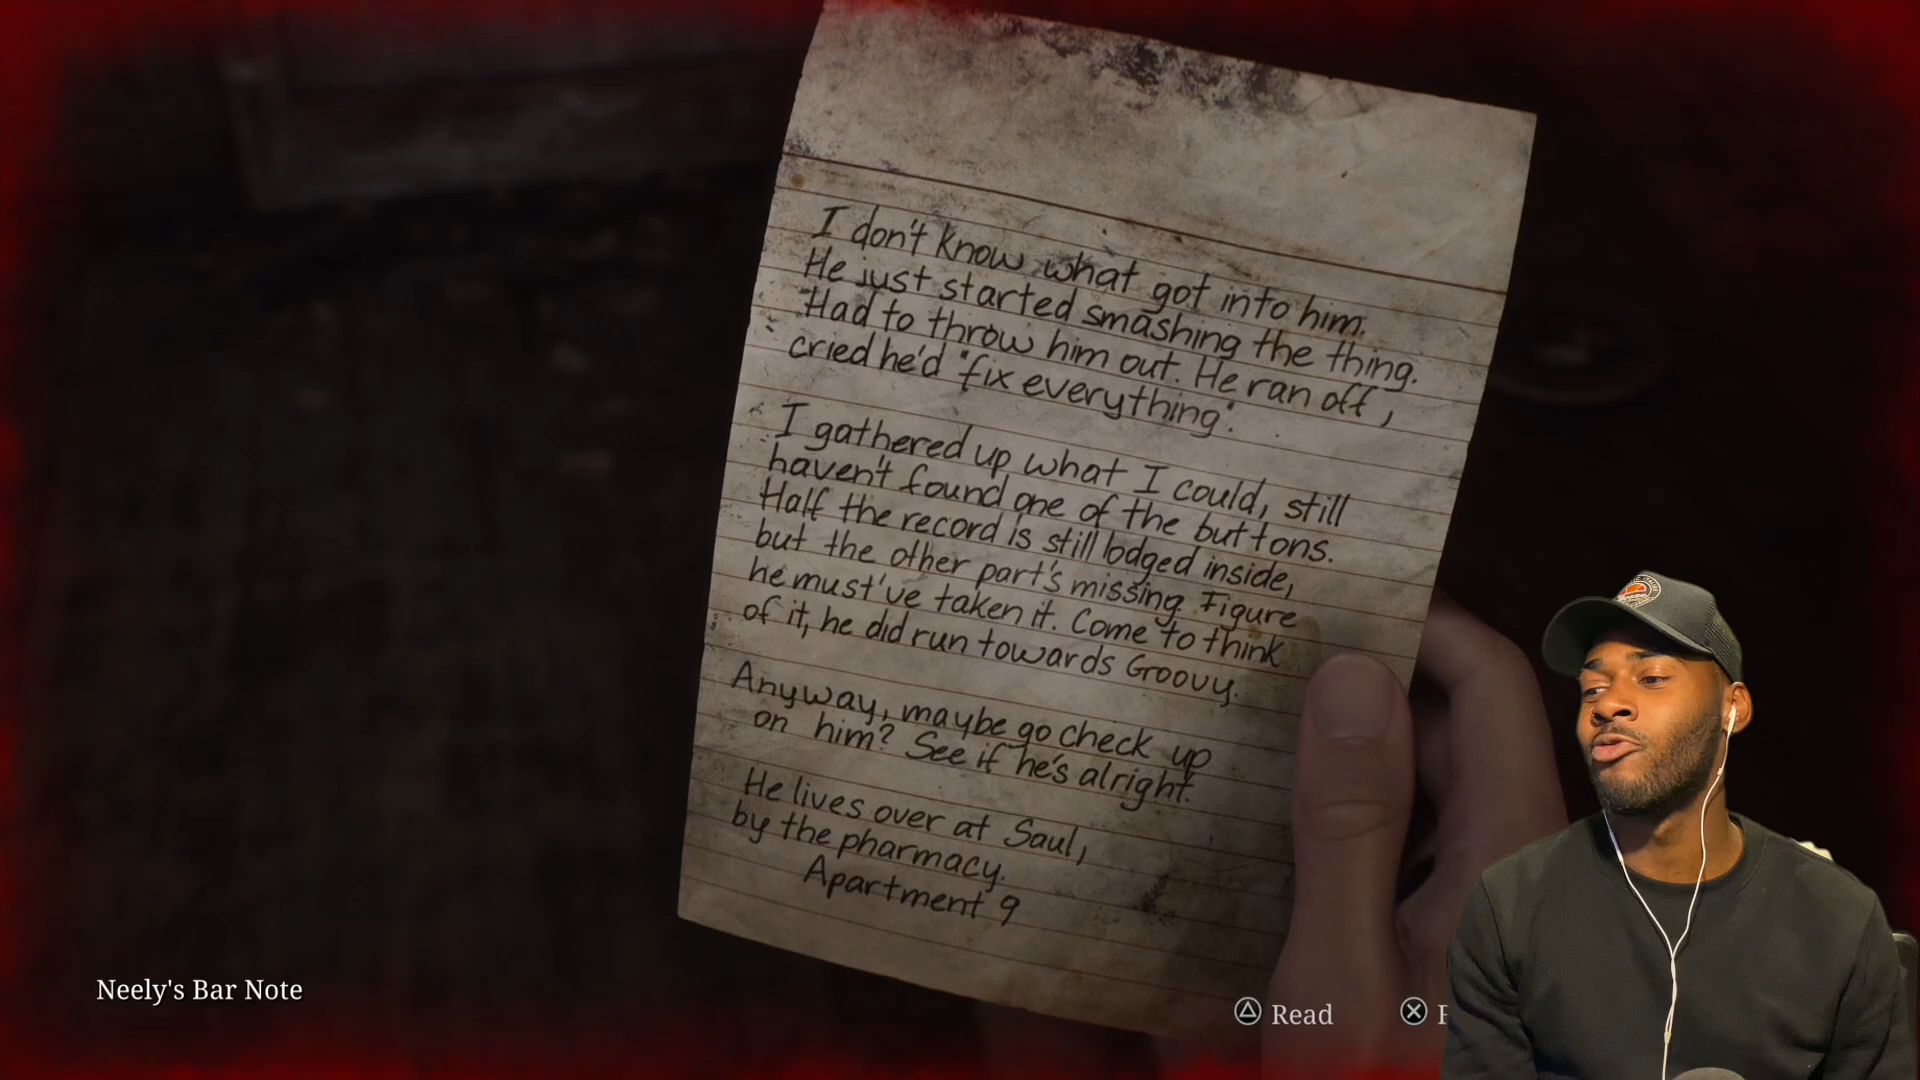 I don't know what got into him.
He just started smashing the thing.
Had to throw him out. He ran off,
cried he'd "fix everything".
I gathered up what I could, still
haven't found one of the buttons.
Half the record is still lodged inside,
but the other part's missing. Figure
he must've taken it. Come to think
of it, he did run towards Groovy.
Anyway, maybe go check up
on him? See if he's alright.
He lives over at Saul,
by the pharmacy.
Apartment 9
Neely's Bar Note
Read